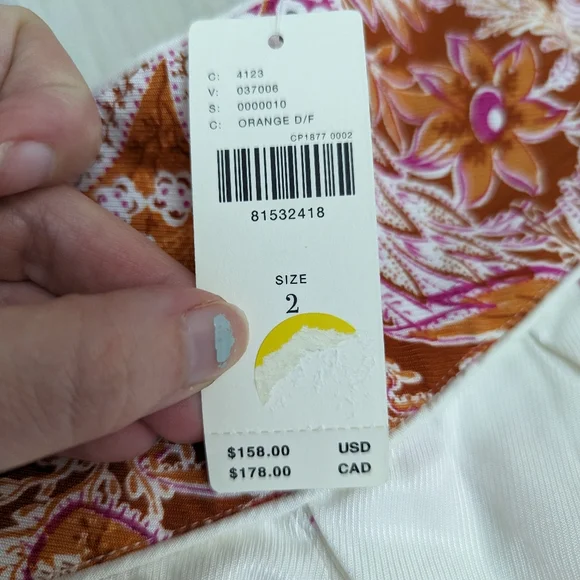 C: 4123
V: 037006
S: 0000010
C: ORANGE D/F
CP1877 0002
81532418
SIZE
2
$158.00 USD
$178.00 CAD